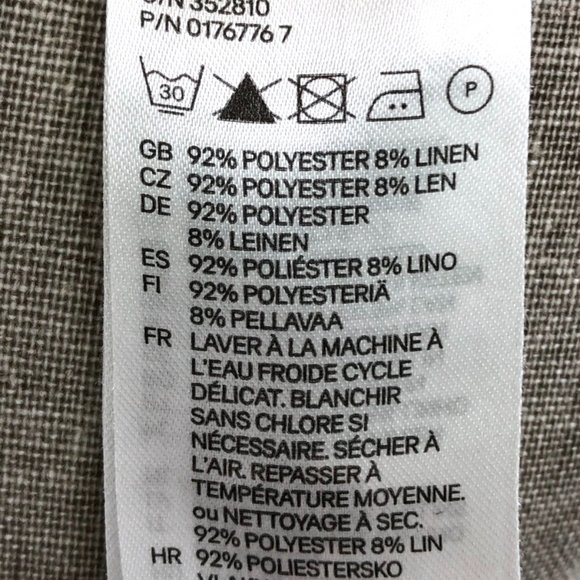 352810
P/N 0176776 7
30
P
GB 92% POLYESTER 8% LINEN
CZ 92% POLYESTER 8% LEN
DE 92% POLYESTER
8% LEINEN
ES 92% POLIÉSTER 8% LINO
FI 92% POLYESTERIÄ
8% PELLAVAA
FR LAVER À LA MACHINE À
L'EAU FROIDE CYCLE
DÉLICAT. BLANCHIR
SANS CHLORE SI
NÉCESSAIRE. SÉCHER À
L'AIR. REPASSER À
TEMPÉRATURE MOYENNE.
ou NETTOYAGE À SEC.
92% POLYESTER 8% LIN
HR 92% POLIESTERSKO